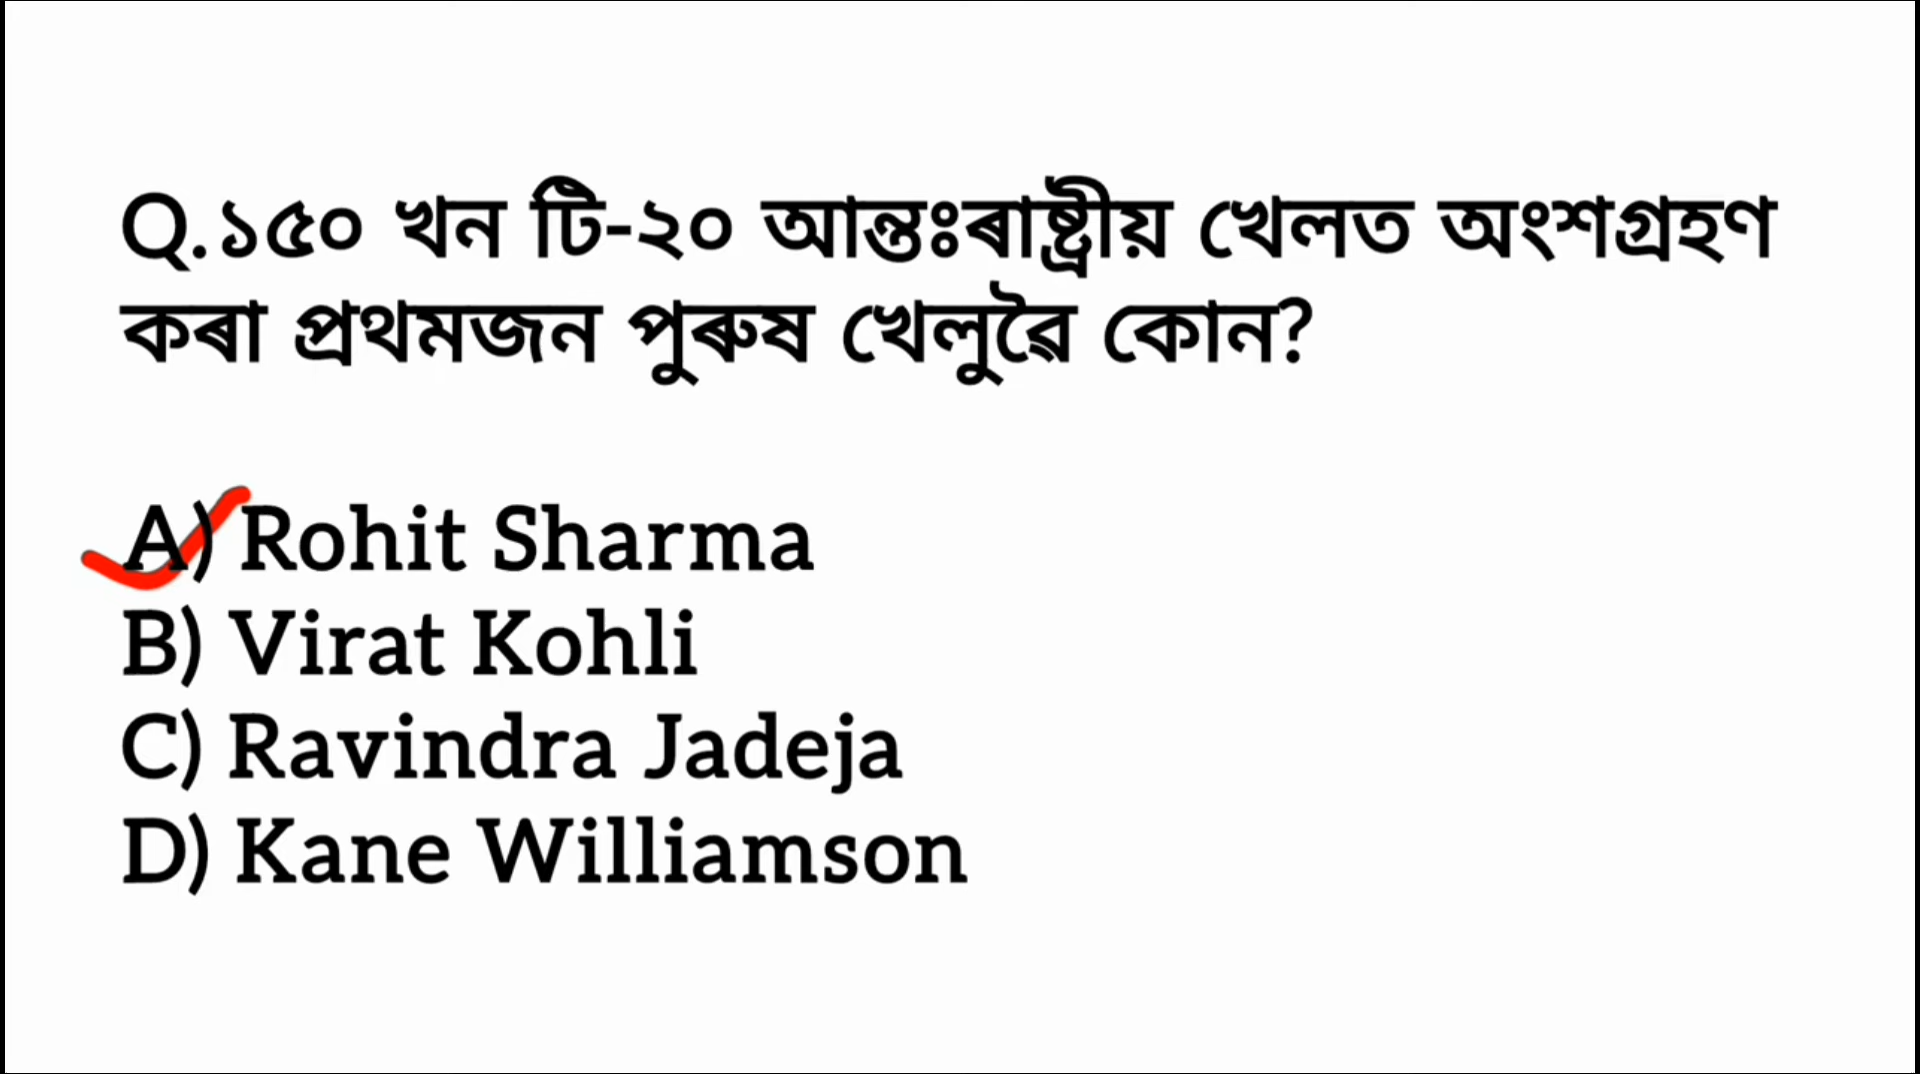 Q.১৫০ খন টি-২০ আন্তঃৰাষ্ট্ৰীয় খেলত অংশগ্ৰহণ
কৰা প্ৰথমজন পুৰুষ খেলুৱৈ কোন?
A) Rohit Sharma
B) Virat Kohli
C) Ravindra Jadeja
D) Kane Williamson